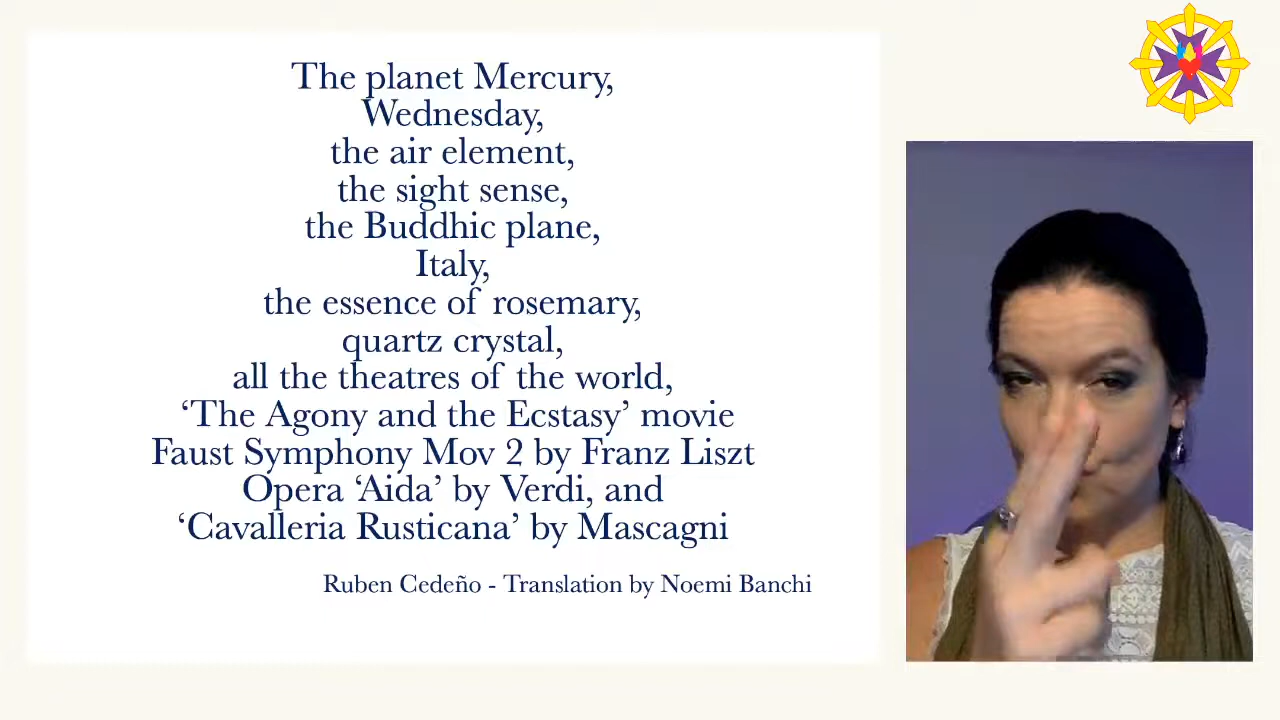 The planet Mercury,
Wednesday,
the air element,
the sight sense,
the Buddhic plane,
Italy,
the essence of rosemary,
quartz crystal,
all the theatres of the world,
‘The Agony and the Ecstasy’ movie
Faust Symphony Mov 2 by Franz Liszt
Opera ‘Aida’ by Verdi, and
‘Cavalleria Rusticana’ by Mascagni
Ruben Cedeño - Translation by Noemi Banchi